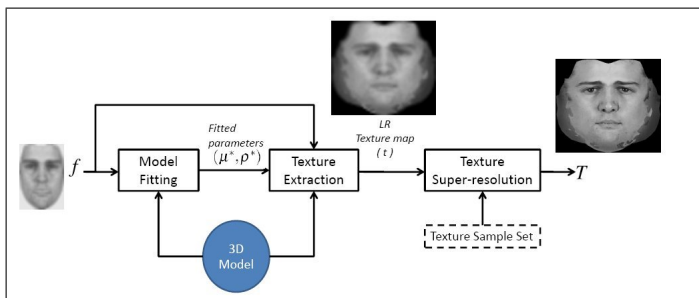 LR
Texture map
( t )
Fitted
parameters
(μ*, ρ*)
f
Model
Fitting
Texture
Extraction
Texture
Super-resolution
T
3D
Model
Texture Sample Set